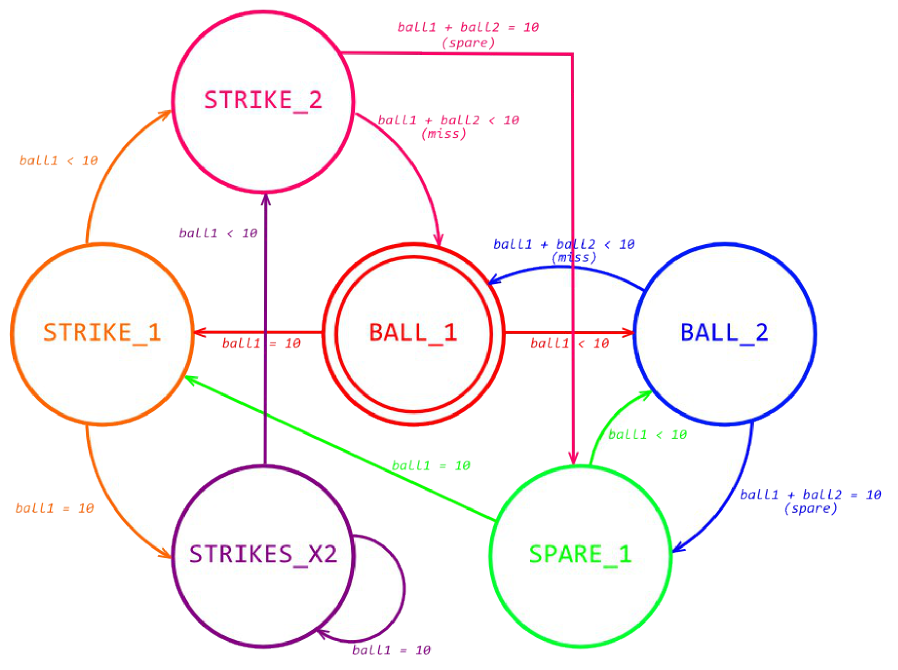 ball1 + ball2 = 10
(spare)
STRIKE_2
ball1 + ball2 < 10
(miss)
ball1 < 10
ball1 < 10
ball1 + ball2 < 10
(miss)
STRIKE_1
BALL_1
BALL_2
ball1 = 10
ball1 < 10
ball1 < 10
ball1 = 10
ball1 + ball2 = 10
(spare)
ball1 = 10
STRIKES_X2
SPARE_1
ball1 = 10